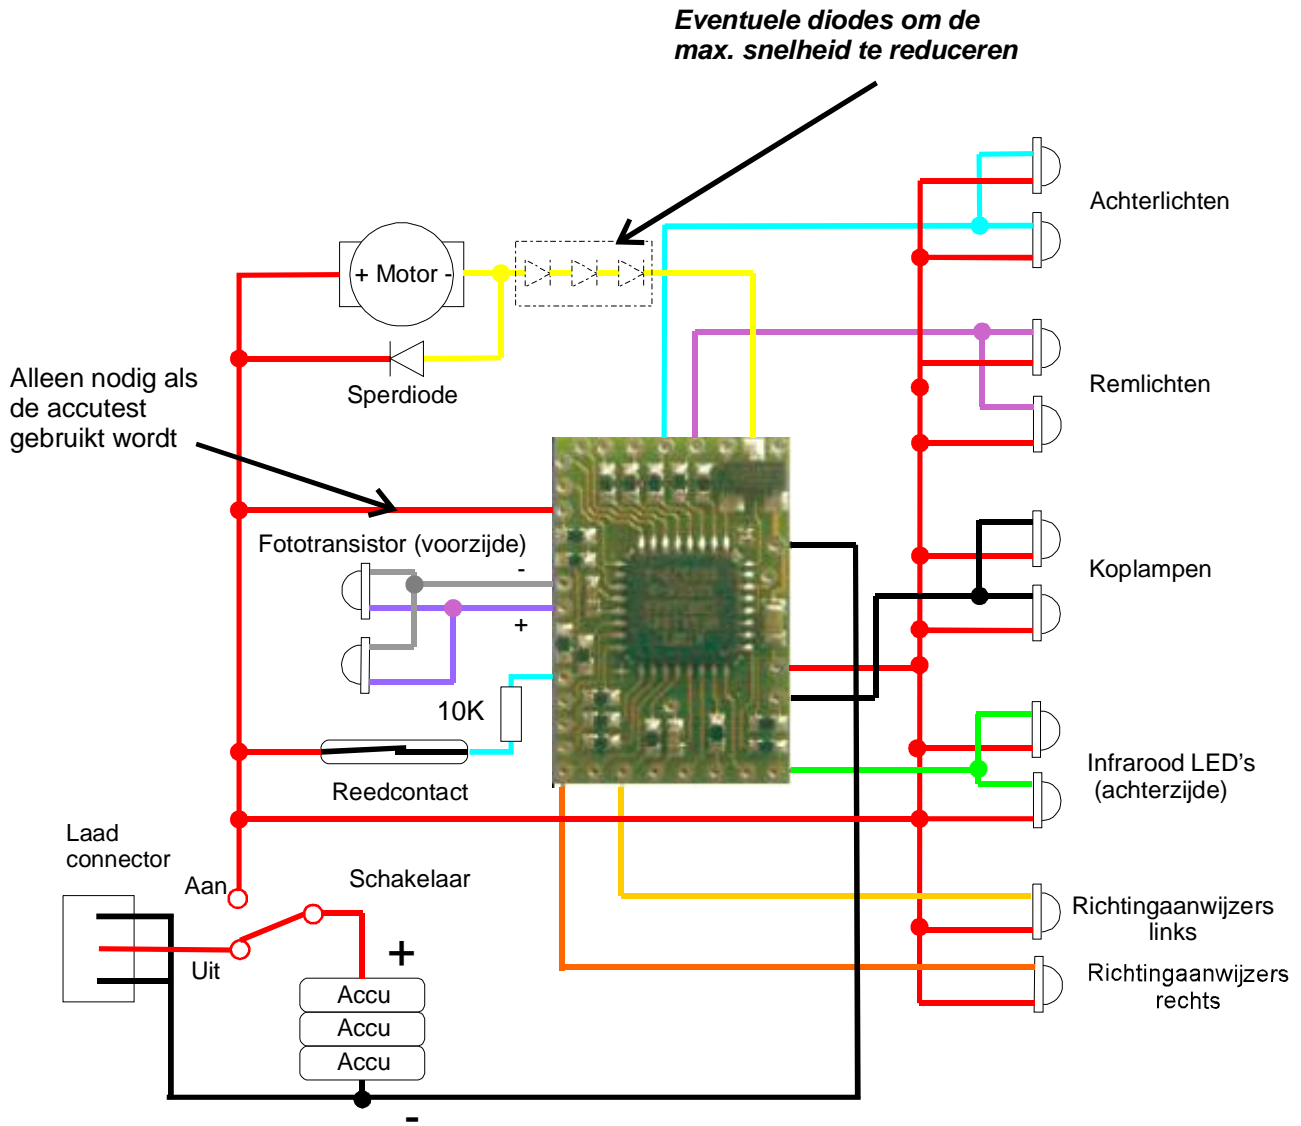 Eventuele diodes om de
max. snelheid te reduceren
Achterlichten
+ Motor -
Sperdiode
Remlichten
Alleen nodig als
de accutest
gebruikt wordt
Fototransistor (voorzijde)
-
+
Koplampen
10K
Reedcontact
Infrarood LED's
(achterzijde)
Laad
connector
Aan
Schakelaar
Uit
+
Accu
Accu
Accu
-
Richtingaanwijzers
links
Richtingaanwijzers
rechts